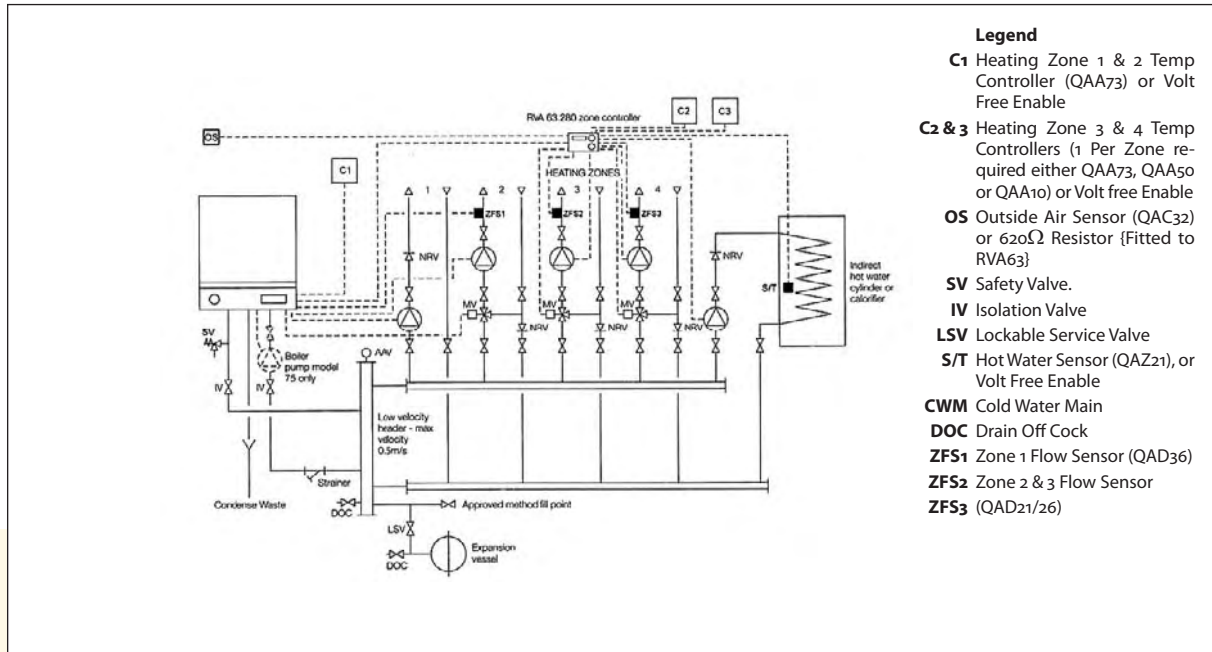 RVA 63.280 zone controller
C2
C3
OS
C1
HEATING ZONES
1
2
3
4
ZFS1
ZFS2
ZFS3
NRV
NRV
MV
MV
MV
NRV
NRV
NRV
S/T
Indirect
hot water
cylinder or
calorifier
SV
IV
Boiler
pump model
75 only
IV
AAV
Low velocity
header - max
velocity
0.5m/s
Strainer
Condense Waste
DOC
Approved method fill point
LSV
DOC
Expansion
vessel
Legend
C1 Heating Zone 1 & 2 Temp
Controller (QAA73) or Volt
Free Enable
C2 & 3 Heating Zone 3 & 4 Temp
Controllers (1 Per Zone re-
quired either QAA73, QAA50
or QAA10) or Volt free Enable
OS Outside Air Sensor (QAC32)
or 620Ω Resistor {Fitted to
RVA63}
SV Safety Valve.
IV Isolation Valve
LSV Lockable Service Valve
S/T Hot Water Sensor (QAZ21), or
Volt Free Enable
CWM Cold Water Main
DOC Drain Off Cock
ZFS1 Zone 1 Flow Sensor (QAD36)
ZFS2 Zone 2 & 3 Flow Sensor
ZFS3 (QAD21/26)